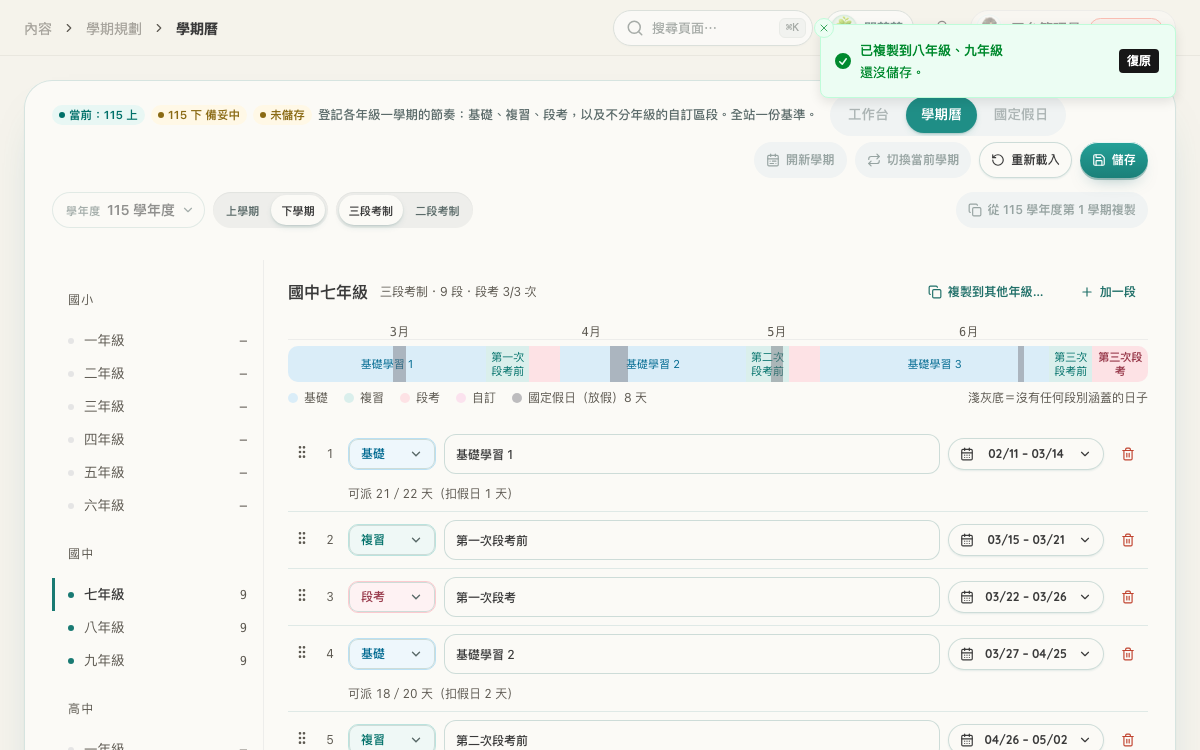 內容 > 學期規劃 > 學期曆
搜尋頁面… ⌘K
已複製到八年級、九年級
還沒儲存。
復原
當前：115 上 115 下 備妥中 未儲存 登記各年級一學期的節奏：基礎、複習、段考，以及不分年級的自訂區段。全站一份基準。
工作台 學期曆 國定假日
開新學期 切換當前學期 重新載入 儲存
學年度 115 學年度 上學期 下學期 三段考制 二段考制 從 115 學年度第 1 學期複製
國小
一年級 –
二年級 –
三年級 –
四年級 –
五年級 –
六年級 –
國中
七年級 9
八年級 9
九年級 9
高中
一年級 –
國中七年級 三段考制 · 9 段 · 段考 3/3 次 複製到其他年級... + 加一段
3月 4月 5月 6月
基礎學習 1 第一次段考前 基礎學習 2 第二次段考前 基礎學習 3 第三次段考前 第三次段考
基礎 複習 段考 自訂 國定假日（放假）8 天 淺灰底＝沒有任何段別涵蓋的日子
1 基礎 基礎學習 1 02/11 – 03/14
可派 21 / 22 天（扣假日 1 天）
2 複習 第一次段考前 03/15 – 03/21
3 段考 第一次段考 03/22 – 03/26
4 基礎 基礎學習 2 03/27 – 04/25
可派 18 / 20 天（扣假日 2 天）
5 複習 第二次段考前 04/26 – 05/02